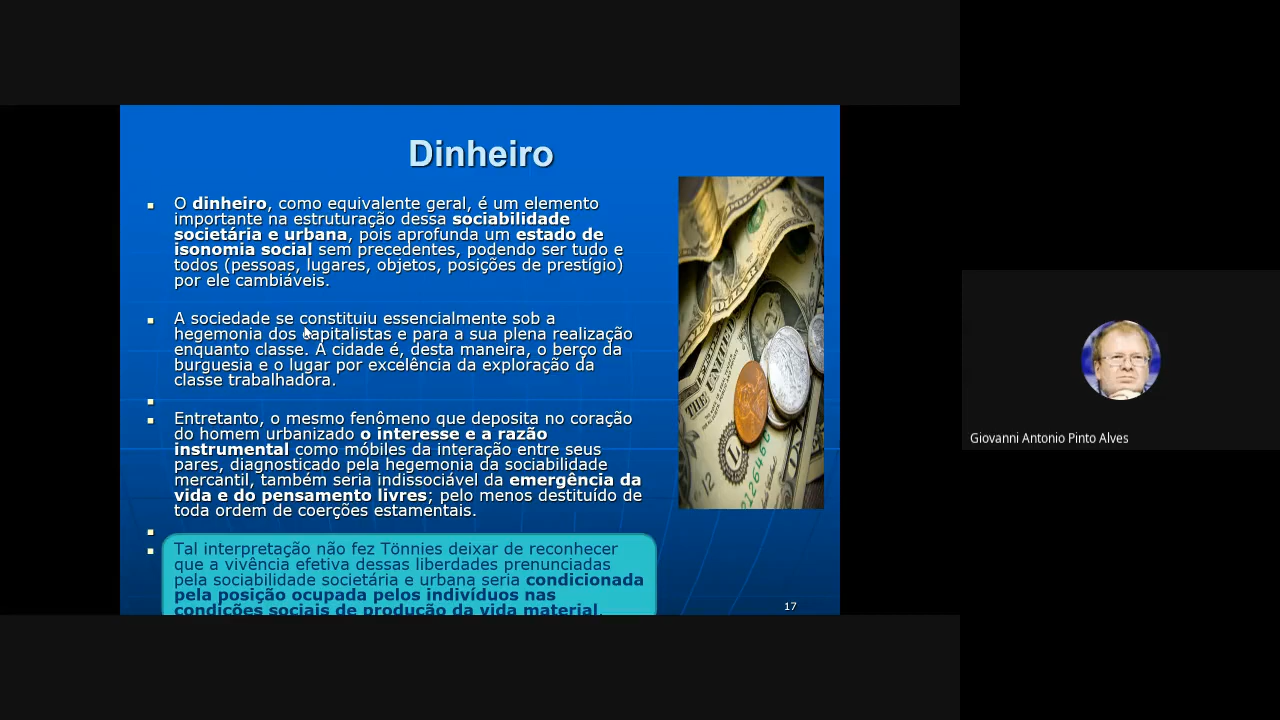 Dinheiro
O dinheiro, como equivalente geral, é um elemento
importante na estruturação dessa sociabilidade
societária e urbana, pois aprofunda um estado de
isonomia social sem precedentes, podendo ser tudo e
todos (pessoas, lugares, objetos, posições de prestígio)
por ele cambiáveis.
A sociedade se constituiu essencialmente sob a
hegemonia dos capitalistas e para a sua plena realização
enquanto classe. A cidade é, desta maneira, o berço da
burguesia e o lugar por excelência da exploração da
classe trabalhadora.
Entretanto, o mesmo fenômeno que deposita no coração
do homem urbanizado o interesse e a razão
instrumental como móbiles da interação entre seus
pares, diagnosticado pela hegemonia da sociabilidade
mercantil, também seria indissociável da emergência da
vida e do pensamento livres; pelo menos destituído de
toda ordem de coerções estamentais.
Tal interpretação não fez Tönnies deixar de reconhecer
que a vivência efetiva dessas liberdades prenunciadas
pela sociabilidade societária e urbana seria condicionada
pela posição ocupada pelos indivíduos nas
condições sociais de produção da vida material.
17
THE UNITED
L
12
Giovanni Antonio Pinto Alves